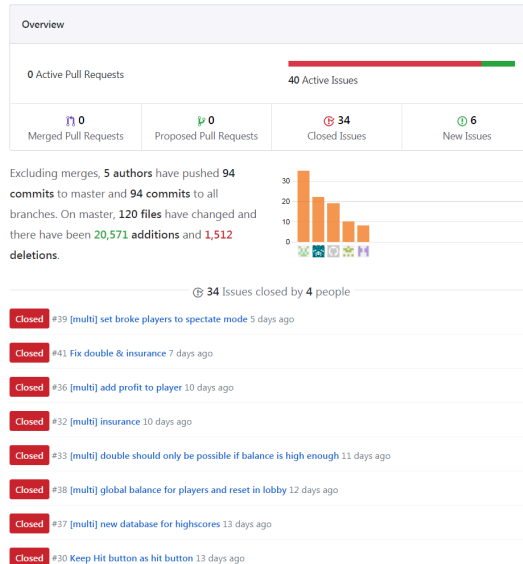 Overview
0 Active Pull Requests
40 Active Issues
0
Merged Pull Requests
0
Proposed Pull Requests
34
Closed Issues
6
New Issues
Excluding merges, 5 authors have pushed 94
commits to master and 94 commits to all
branches. On master, 120 files have changed and
there have been 20,571 additions and 1,512
deletions.
30
20
10
0
34 Issues closed by 4 people
Closed #39 [multi] set broke players to spectate mode 5 days ago
Closed #41 Fix double & insurance 7 days ago
Closed #36 [multi] add profit to player 10 days ago
Closed #32 [multi] insurance 10 days ago
Closed #33 [multi] double should only be possible if balance is high enough 11 days ago
Closed #38 [multi] global balance for players and reset in lobby 12 days ago
Closed #37 [multi] new database for highscores 13 days ago
Closed #30 Keep Hit button as hit button 13 days ago